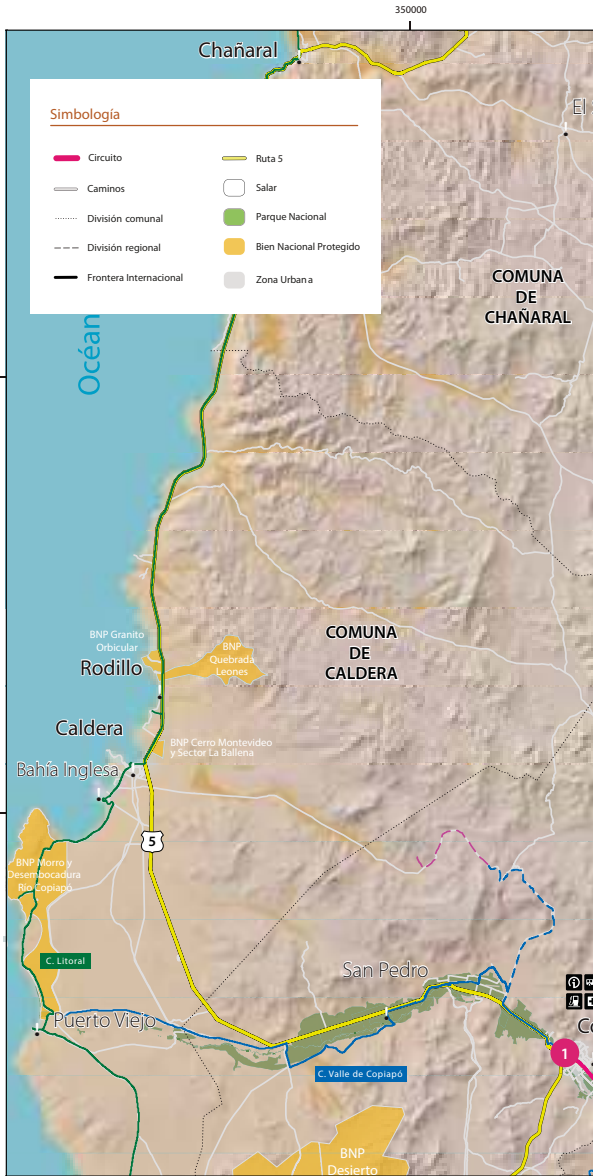 350000
Chañaral
Simbología
Circuito
Caminos
División comunal
División regional
Frontera Internacional
Ruta 5
Salar
Parque Nacional
Bien Nacional Protegido
Zona Urbana
El
Océan
COMUNA
DE
CHAÑARAL
BNP Granito
Orbicular
Rodillo
BNP
Quebrada
Leones
COMUNA
DE
CALDERA
Caldera
BNP Cerro Montevideo
y Sector La Ballena
Bahía Inglesa
5
BNP Morro y
Desembocadura
Río Copiapó
C. Litoral
San Pedro
Puerto Viejo
Co
1
C. Valle de Copiapó
BNP
Desierto